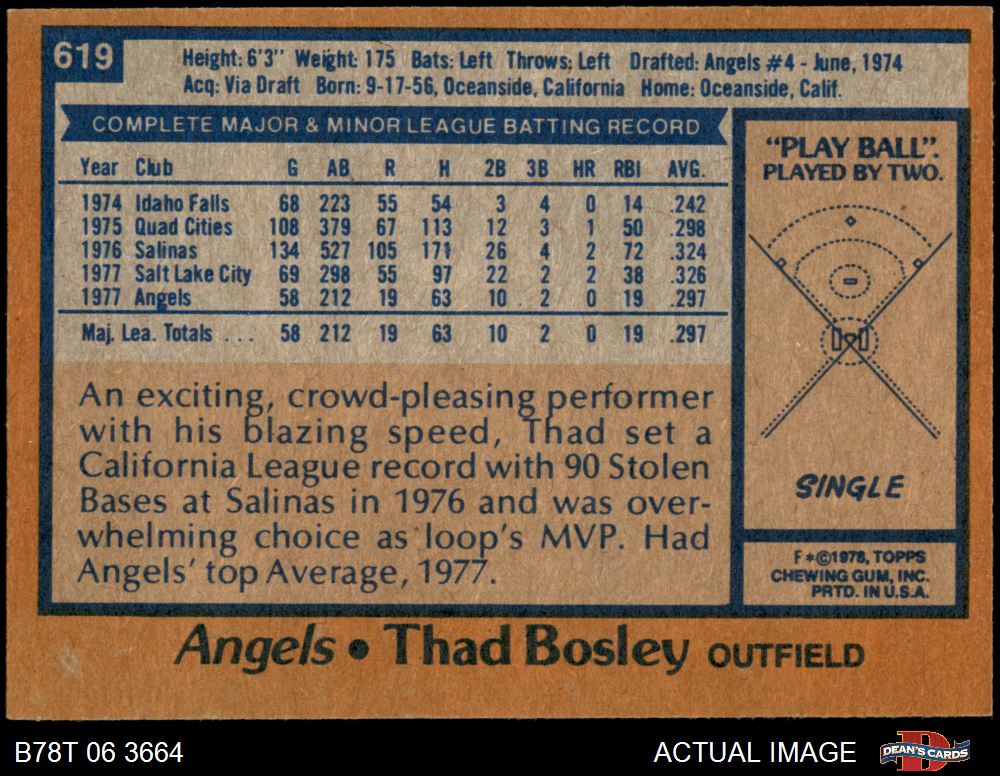 619
Height: 6'3" Weight: 175 Bats: Left Throws: Left Drafted: Angels #4 - June, 1974
Acq: Via Draft Born: 9-17-56, Oceanside, California Home: Oceanside, Calif.
COMPLETE MAJOR & MINOR LEAGUE BATTING RECORD
Year Club G AB R H 2B 3B HR RBI AVG.
1974 Idaho Falls 68 223 55 54 3 4 0 14 .242
1975 Quad Cities 108 379 67 113 12 3 1 50 .298
1976 Salinas 134 527 105 171 26 4 2 72 .324
1977 Salt Lake City 69 298 55 97 22 2 2 38 .326
1977 Angels 58 212 19 63 10 2 0 19 .297
Maj. Lea. Totals . . . 58 212 19 63 10 2 0 19 .297
An exciting, crowd-pleasing performer
with his blazing speed, Thad set a
California League record with 90 Stolen
Bases at Salinas in 1976 and was over-
whelming choice as loop's MVP. Had
Angels' top Average, 1977.
"PLAY BALL".
PLAYED BY TWO.
SINGLE
F*©1978, TOPPS
CHEWING GUM, INC.
PRTD. IN U.S.A.
Angels • Thad Bosley OUTFIELD
B78T 06 3664
ACTUAL IMAGE
D
DEAN'S CARDS